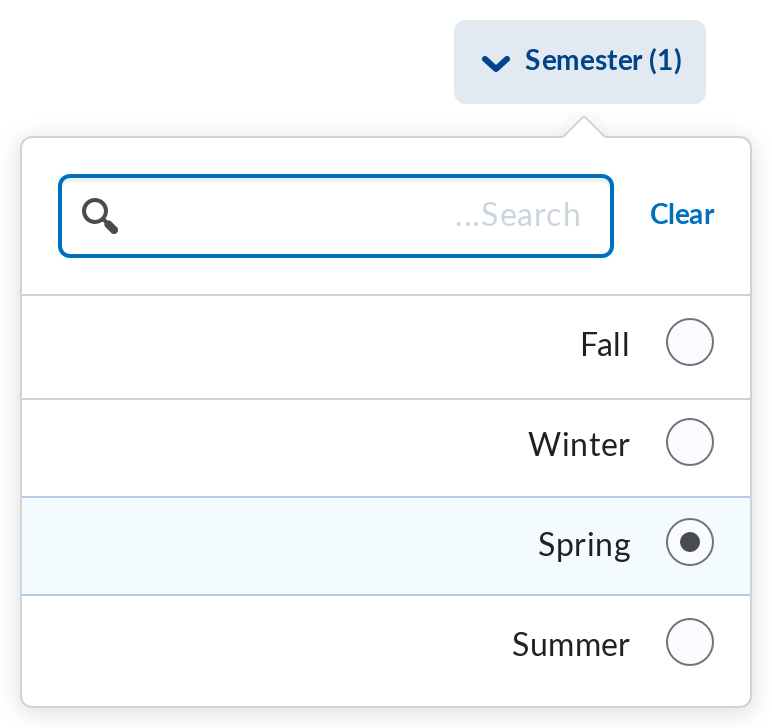 Semester (1)
...Search
Clear
Fall
Winter
Spring
Summer